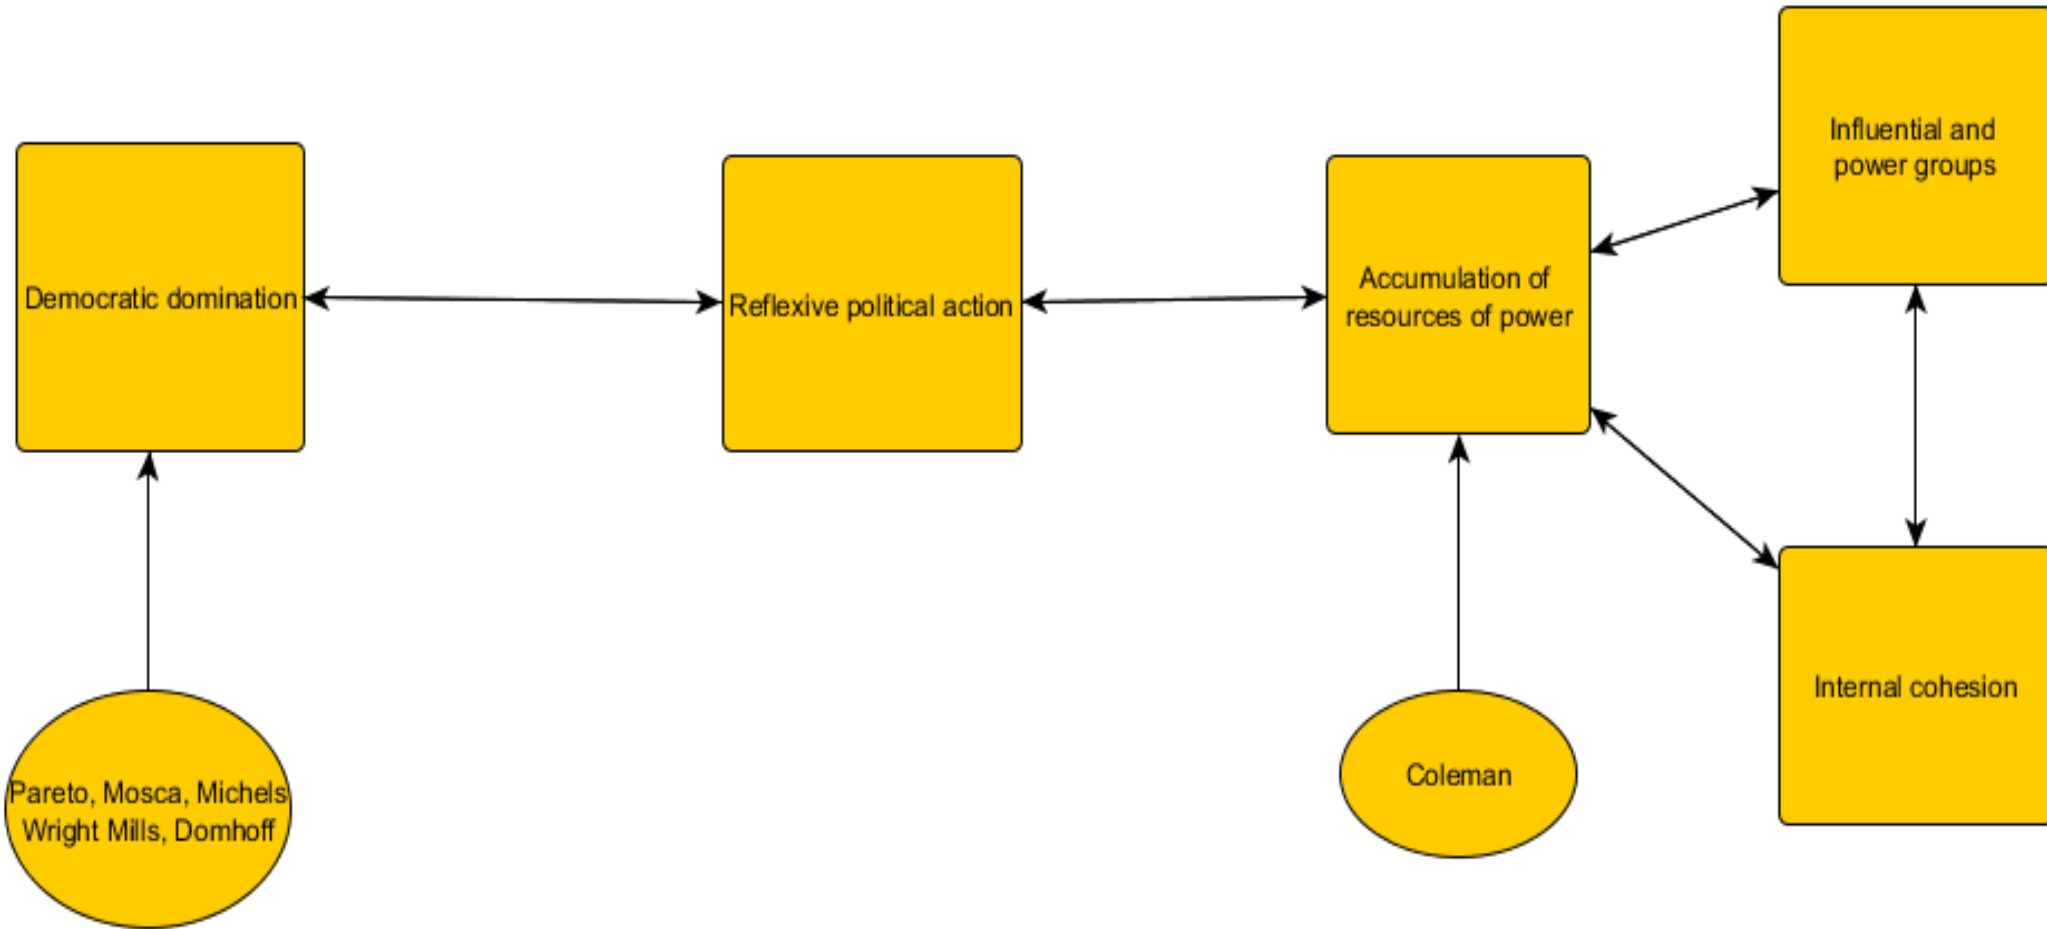 Democratic domination
Reflexive political action
Accumulation of
resources of power
Influential and
power groups
Internal cohesion
Pareto, Mosca, Michels
Wright Mills, Domhoff
Coleman